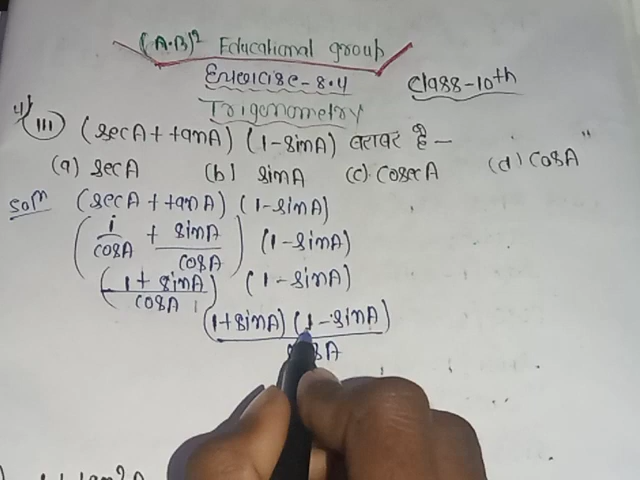 (A.B)² Educational group
Exercise-8.4 Class-10th
Trigonometry
4) (iii) (secA + tanA) (1-sinA) बराबर है -
(a) secA (b) sinA (c) cosecA (d) cosA
Solⁿ (secA + tanA) (1-sinA)
(1/cosA + sinA/cosA) (1-sinA)
(1 + sinA/cosA) (1-sinA)
(1+sinA) (1-sinA)
cosA